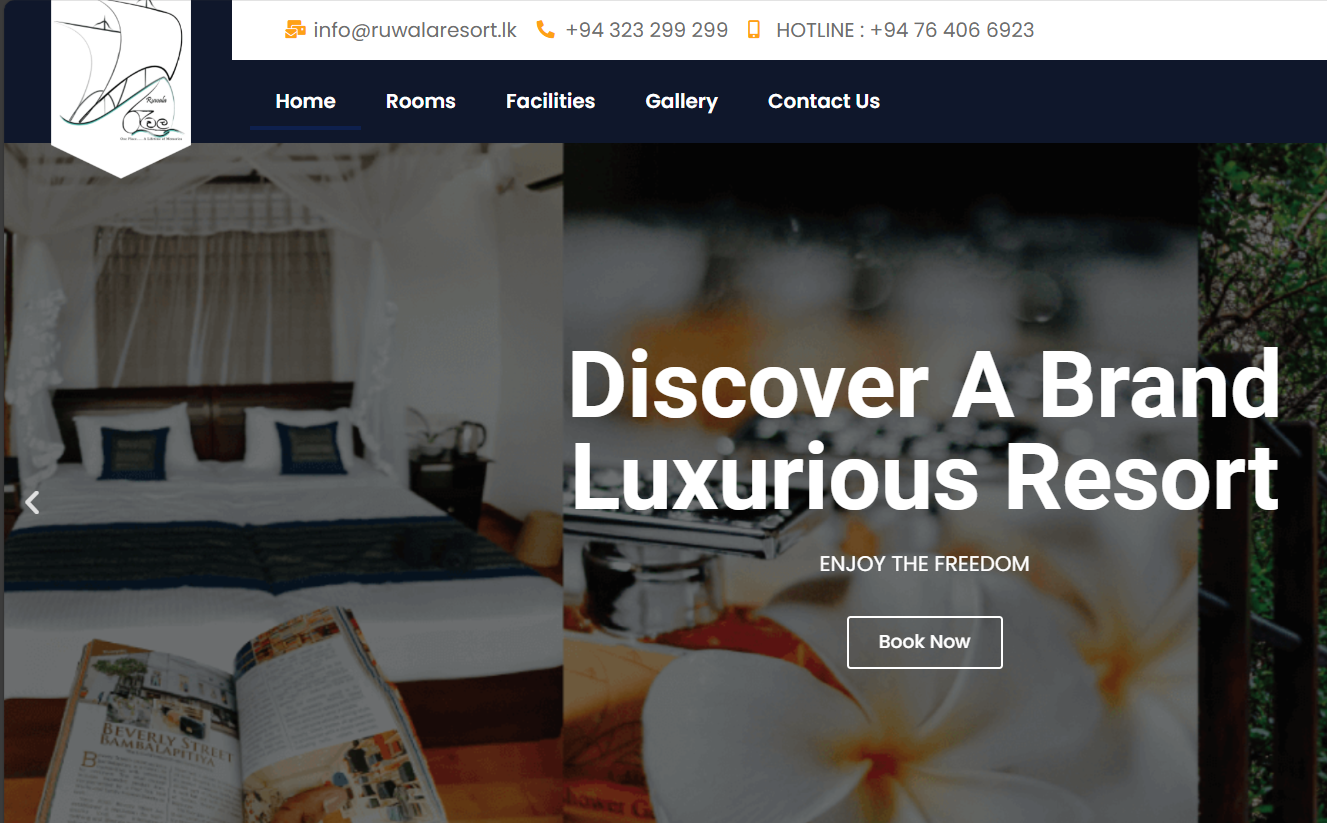 info@ruwalaresort.lk +94 323 299 299 HOTLINE : +94 76 406 6923
Ruwala
Home Rooms Facilities Gallery Contact Us
Discover A Brand
Luxurious Resort
ENJOY THE FREEDOM
Book Now
BEVERLY STREET
BAMBALAPITIYA